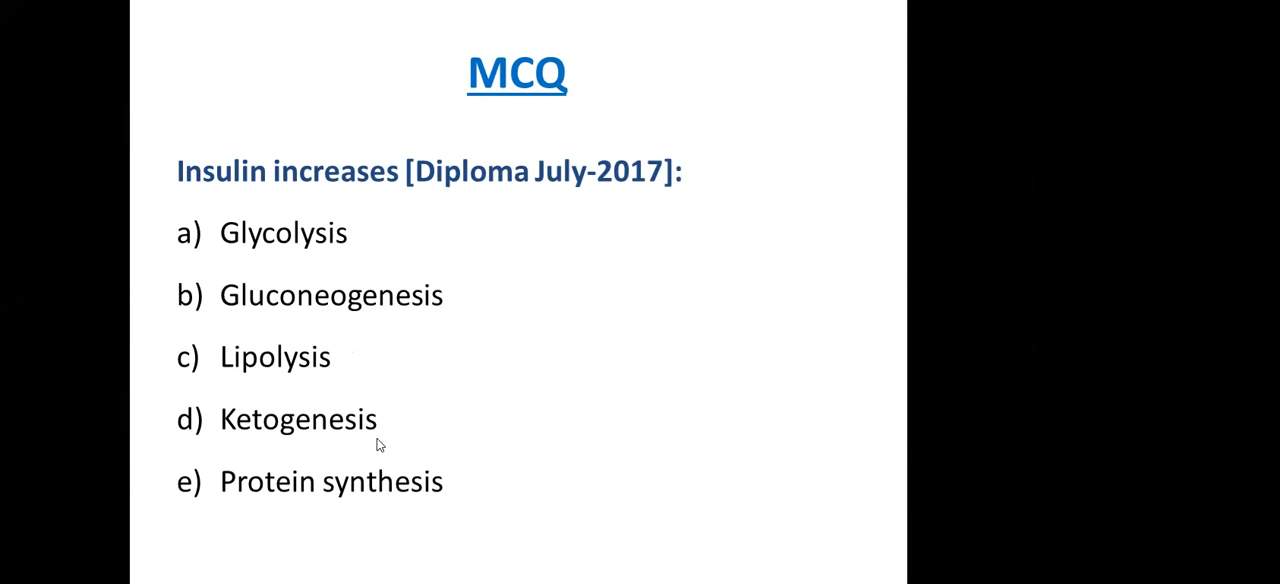 MCQ
Insulin increases [Diploma July-2017]:
a) Glycolysis
b) Gluconeogenesis
c) Lipolysis
d) Ketogenesis
e) Protein synthesis